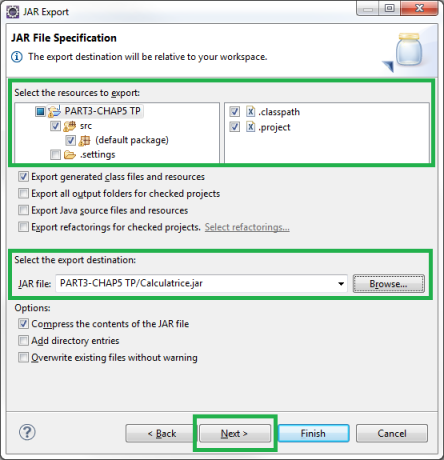 JAR Export
JAR File Specification
The export destination will be relative to your workspace.
Select the resources to export:
PART3-CHAP5 TP
src
(default package)
.settings
.classpath
.project
Export generated class files and resources
Export all output folders for checked projects
Export Java source files and resources
Export refactorings for checked projects. Select refactorings...
Select the export destination:
JAR file: PART3-CHAP5 TP/Calculatrice.jar Browse...
Options:
Compress the contents of the JAR file
Add directory entries
Overwrite existing files without warning
? < Back Next > Finish Cancel